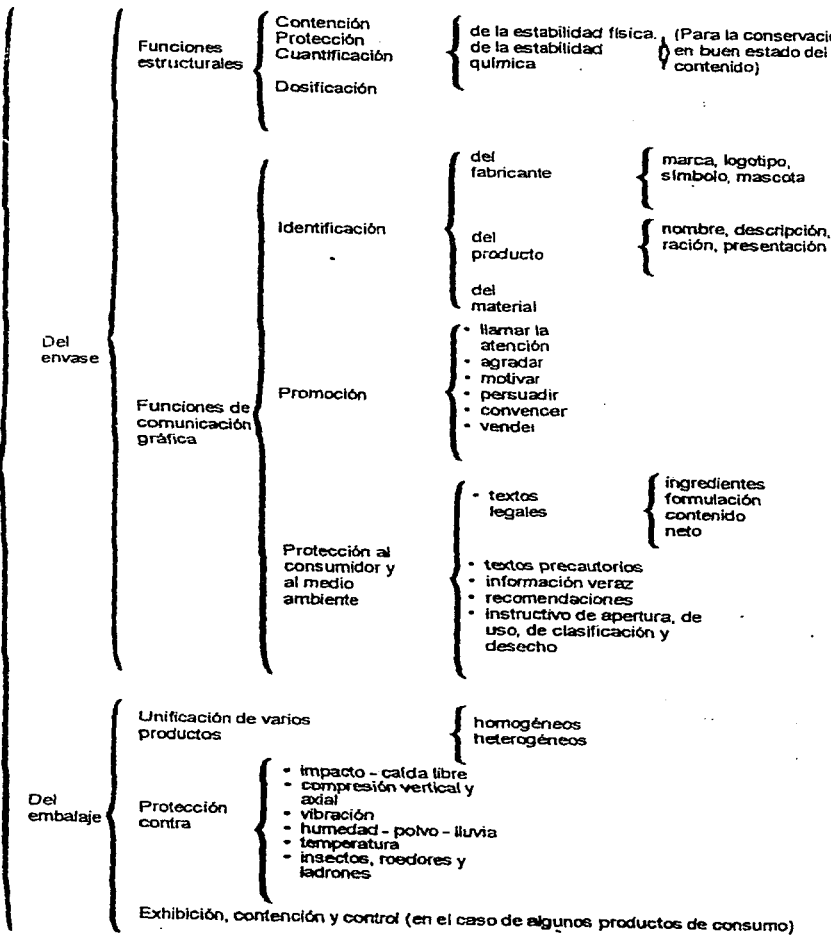 Contención
Protección
Cuantificación
Dosificación
Funciones
estructurales
de la estabilidad física.
de la estabilidad
química
(Para la conservació
en buen estado del
contenido)
Del
envase
Funciones de
comunicación
gráfica
Identificación
del
fabricante
marca, logotipo,
símbolo, mascota
del
producto
nombre, descripción,
ración, presentación
del
material
Promoción
• llamar la
atención
• agradar
• motivar
• persuadir
• convencer
• vender
Protección al
consumidor y
al medio
ambiente
• textos
legales
ingredientes
formulación
contenido
neto
• textos precautorios
• información veraz
• recomendaciones
• instructivo de apertura, de
uso, de clasificación y
desecho
Del
embalaje
Unificación de varios
productos
homogéneos
heterogéneos
Protección
contra
• impacto - caída libre
• compresión vertical y
axial
• vibración
• humedad - polvo - lluvia
• temperatura
• insectos, roedores y
ladrones
Exhibición, contención y control (en el caso de algunos productos de consumo)